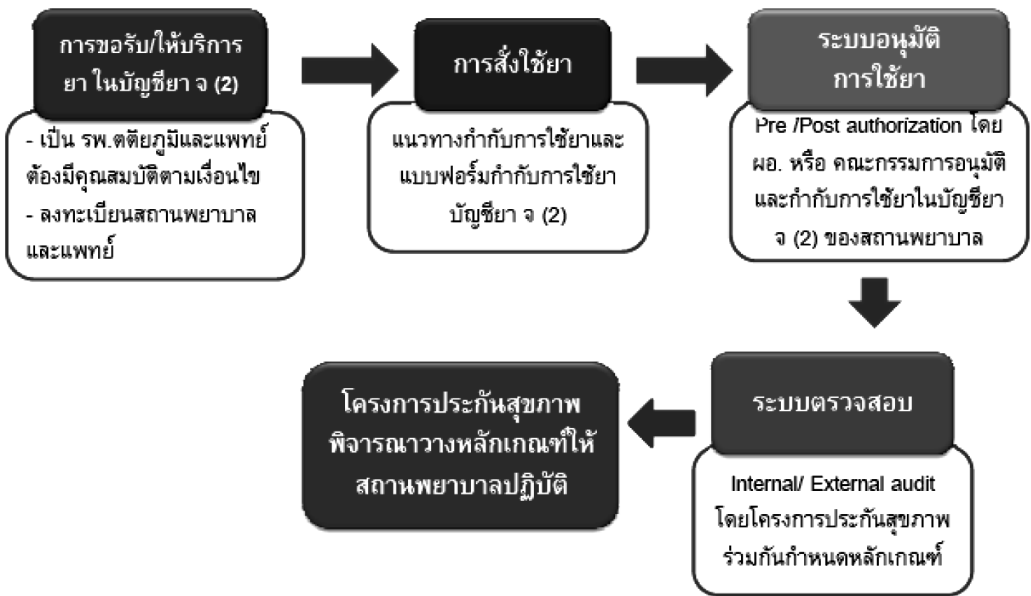 การขอรับ/ให้บริการ
ยา ในบัญชียา จ (2)
- เป็น รพ.ตติยภูมิและแพทย์
ต้องมีคุณสมบัติตามเงื่อนไข
- ลงทะเบียนสถานพยาบาล
และแพทย์
การสั่งใช้ยา
แนวทางกำกับการใช้ยาและ
แบบฟอร์มกำกับการใช้ยา
บัญชียา จ (2)
ระบบอนุมัติ
การใช้ยา
Pre /Post authorization โดย
ผอ. หรือ คณะกรรมการอนุมัติ
และกำกับการใช้ยาในบัญชียา
จ (2) ของสถานพยาบาล
ระบบตรวจสอบ
Internal/ External audit
โดยโครงการประกันสุขภาพ
ร่วมกันกำหนดหลักเกณฑ์
โครงการประกันสุขภาพ
พิจารณาวางหลักเกณฑ์ให้
สถานพยาบาลปฏิบัติ